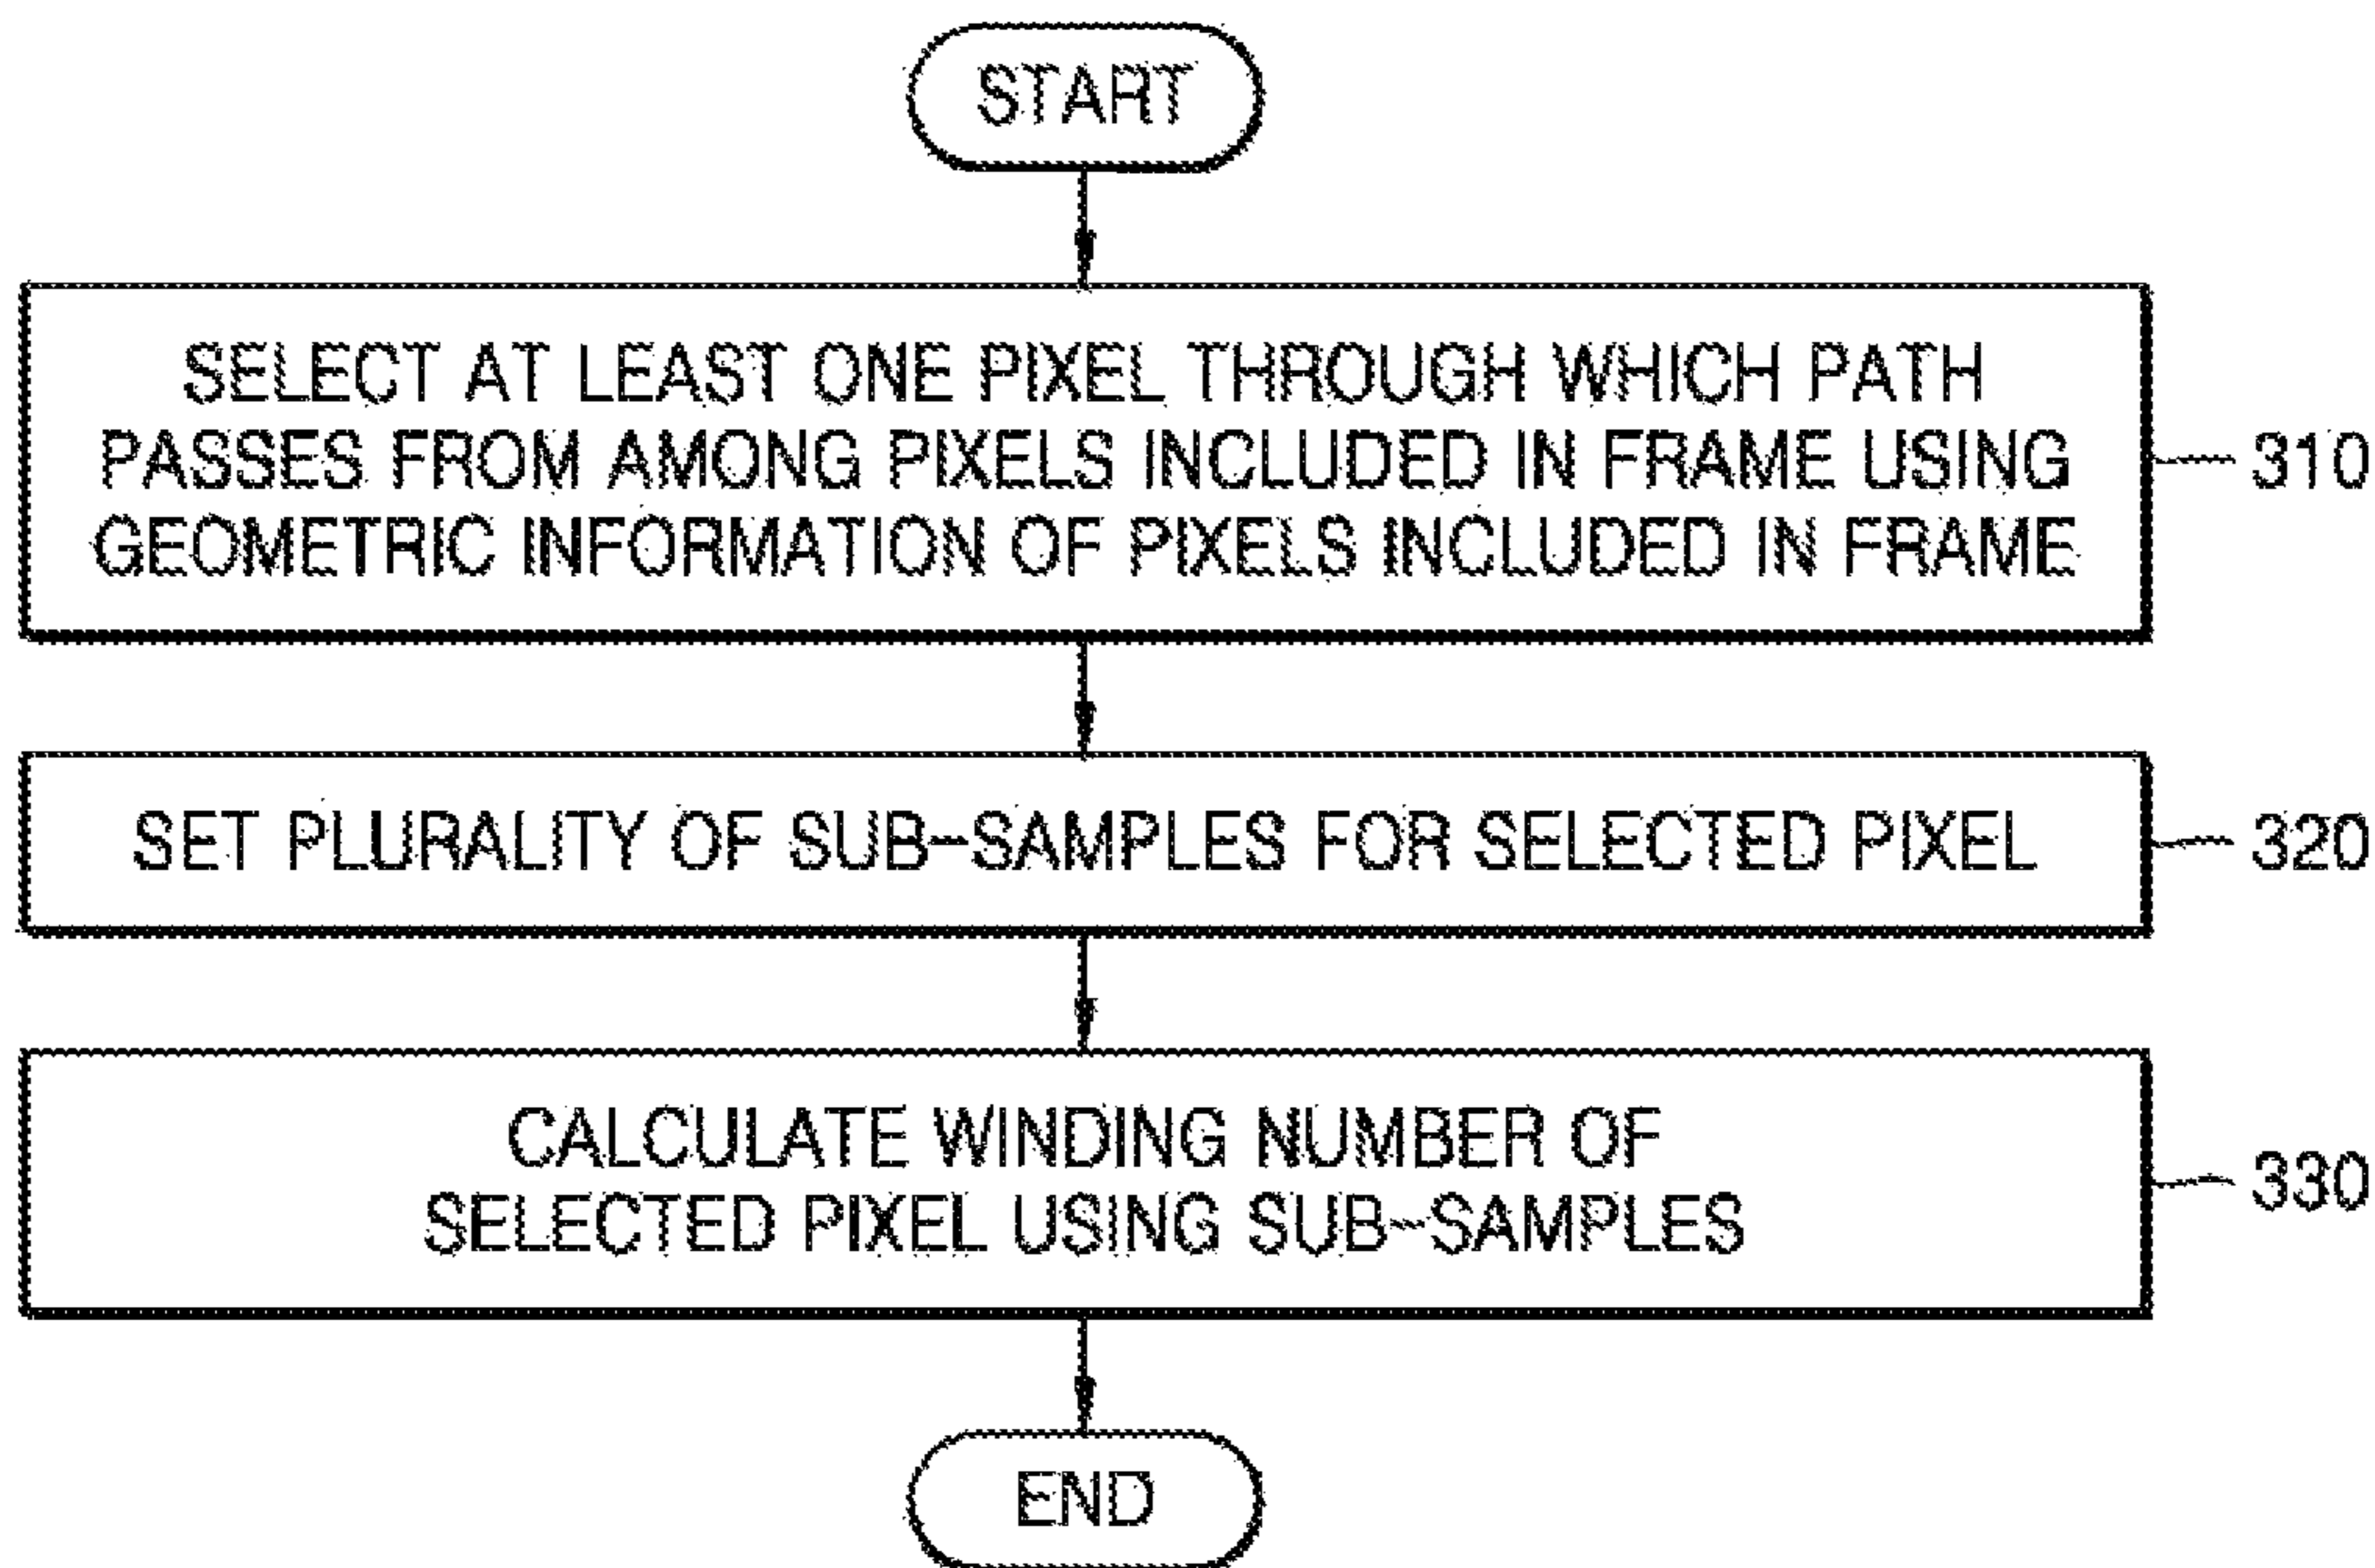 START
SELECT AT LEAST ONE PIXEL THROUGH WHICH PATH
PASSES FROM AMONG PIXELS INCLUDED IN FRAME USING
GEOMETRIC INFORMATION OF PIXELS INCLUDED IN FRAME
310
SET PLURALITY OF SUB-SAMPLES FOR SELECTED PIXEL
320
CALCULATE WINDING NUMBER OF
SELECTED PIXEL USING SUB-SAMPLES
330
END